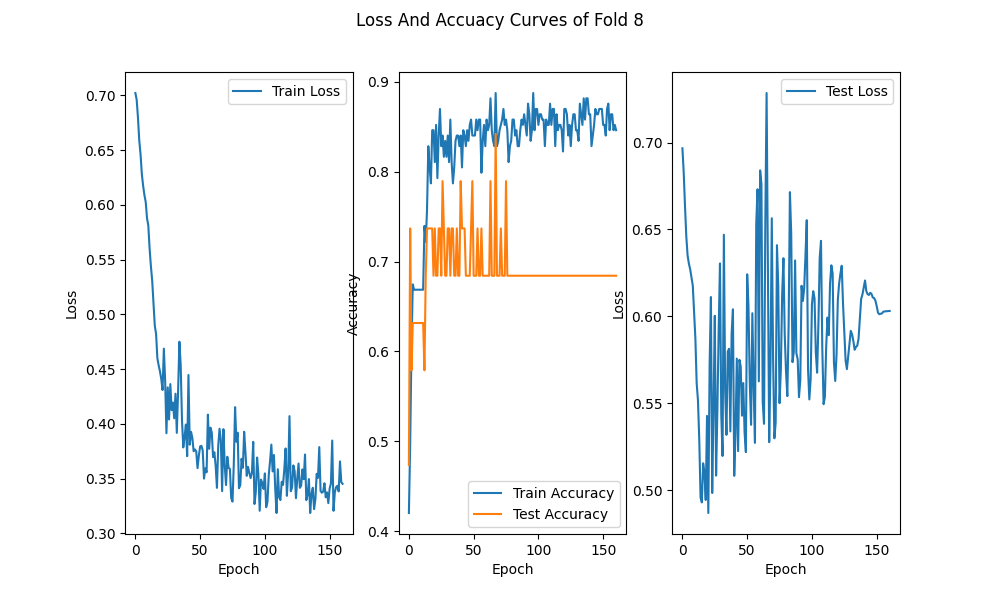 Loss And Accuacy Curves of Fold 8
Train Loss
0.70
0.65
0.60
0.55
0.50
0.45
0.40
0.35
0.30
Loss
0
50
100
150
Epoch
0.9
0.8
0.7
0.6
0.5
0.4
Accuracy
Train Accuracy
Test Accuracy
0
50
100
150
Epoch
Test Loss
0.70
0.65
0.60
0.55
0.50
Loss
0
50
100
150
Epoch